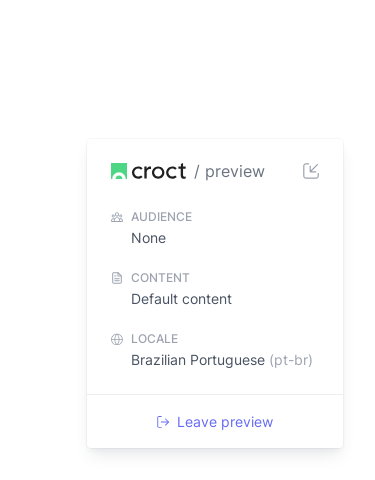 croct / preview
AUDIENCE
None
CONTENT
Default content
LOCALE
Brazilian Portuguese (pt-br)
Leave preview